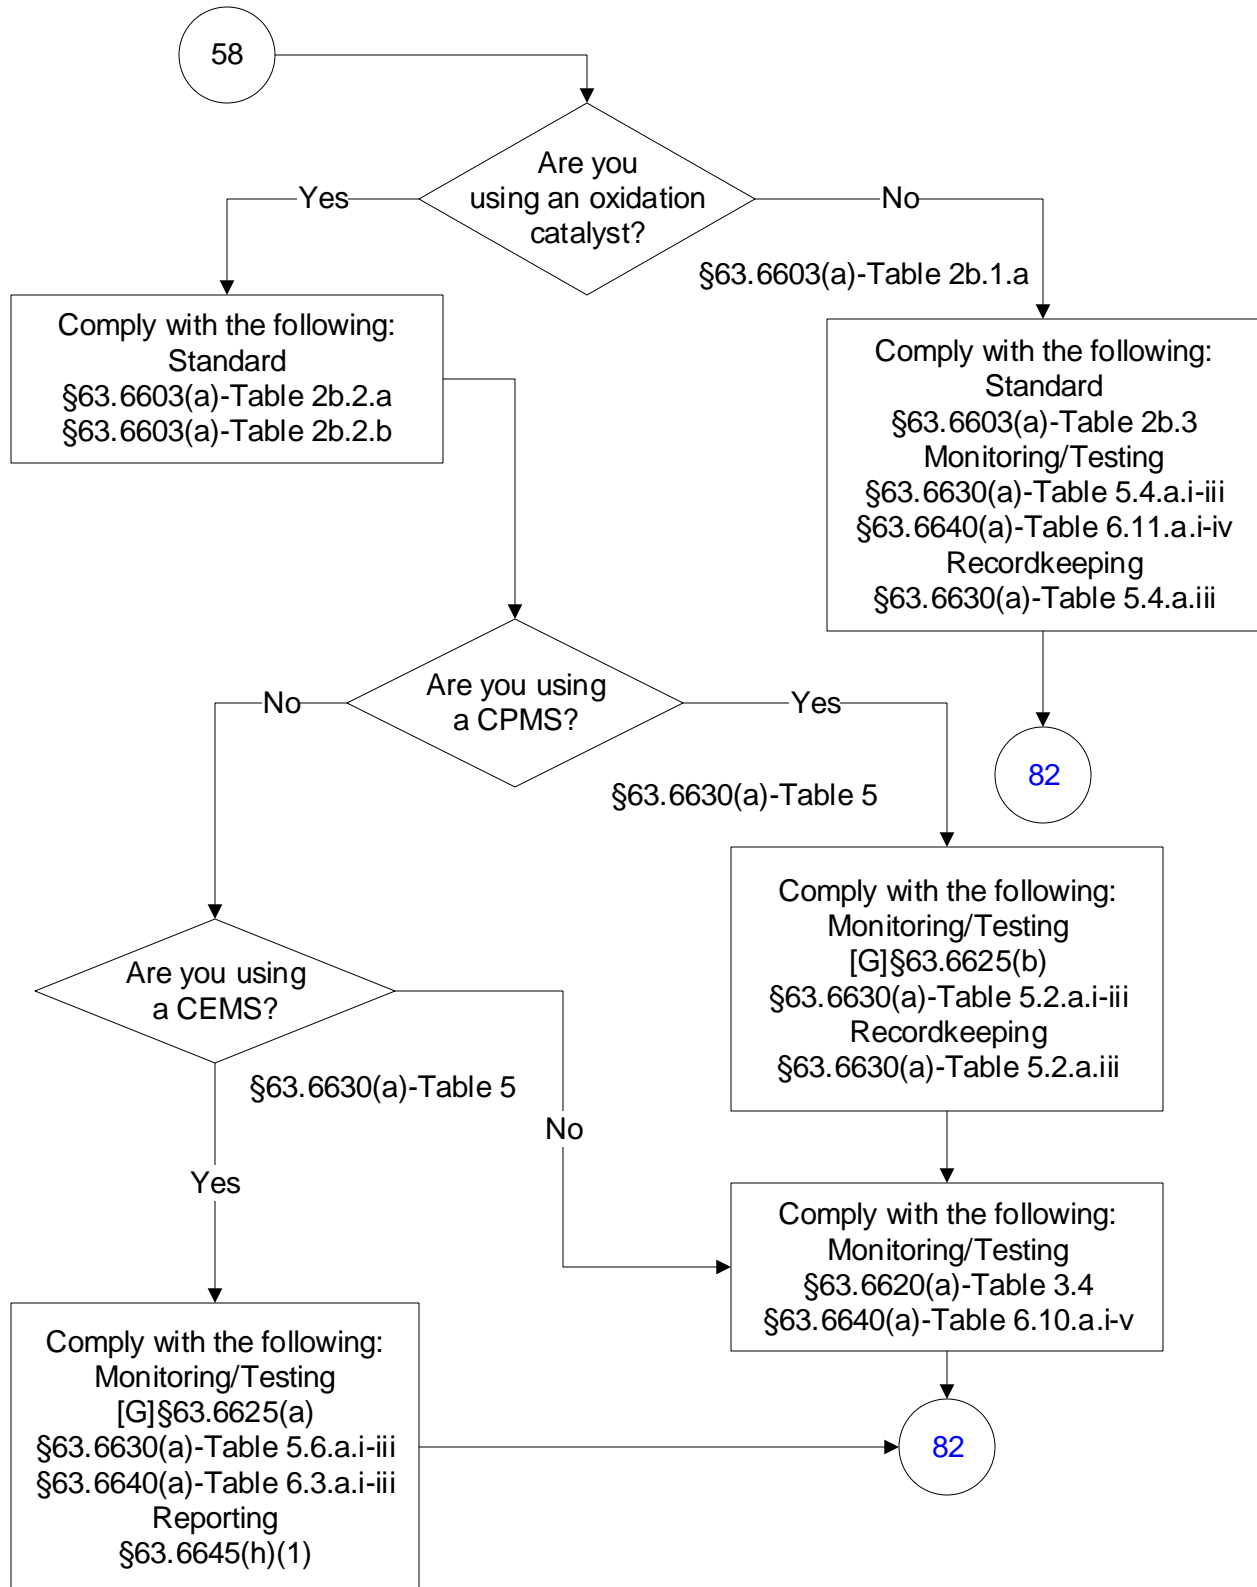 58
Are you
using an oxidation
catalyst?
Yes
No
§63.6603(a)-Table 2b.1.a
Comply with the following:
Standard
§63.6603(a)-Table 2b.2.a
§63.6603(a)-Table 2b.2.b
Comply with the following:
Standard
§63.6603(a)-Table 2b.3
Monitoring/Testing
§63.6630(a)-Table 5.4.a.i-iii
§63.6640(a)-Table 6.11.a.i-iv
Recordkeeping
§63.6630(a)-Table 5.4.a.iii
82
Are you using
a CPMS?
No
Yes
§63.6630(a)-Table 5
Comply with the following:
Monitoring/Testing
[G]§63.6625(b)
§63.6630(a)-Table 5.2.a.i-iii
Recordkeeping
§63.6630(a)-Table 5.2.a.iii
Are you using
a CEMS?
§63.6630(a)-Table 5
No
Yes
Comply with the following:
Monitoring/Testing
§63.6620(a)-Table 3.4
§63.6640(a)-Table 6.10.a.i-v
Comply with the following:
Monitoring/Testing
[G]§63.6625(a)
§63.6630(a)-Table 5.6.a.i-iii
§63.6640(a)-Table 6.3.a.i-iii
Reporting
§63.6645(h)(1)
82